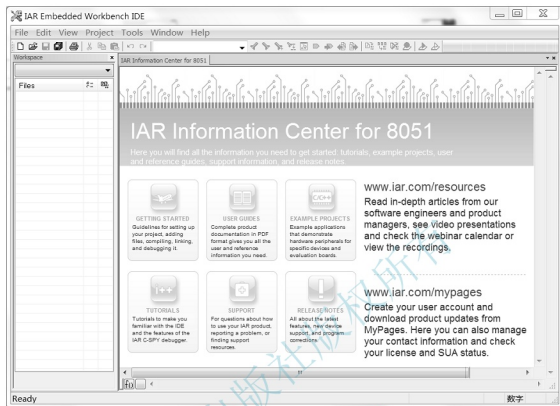 IAR Embedded Workbench IDE
File Edit View Project Tools Window Help
Workspace
IAR Information Center for 8051
Files
IAR Information Center for 8051
Here you will find all the information you need to get started: tutorials, example projects, user
and reference guides, support information, and release notes.
GETTING STARTED
Guidelines for setting up
your project, adding
files, compiling, linking,
and debugging it.
USER GUIDES
Complete product
documentation in PDF
format gives you all the
user and reference
information you need.
C/C++
EXAMPLE PROJECTS
Example applications
that demonstrate
hardware peripherals for
specific devices and
evaluation boards.
www.iar.com/resources
Read in-depth articles from our
software engineers and product
managers, see video presentations
and check the webinar calendar or
view the recordings.
TUTORIALS
Tutorials to make you
familiar with the IDE
and the features of the
IAR C-SPY debugger.
SUPPORT
For questions about how
to use your IAR product,
reporting a problem, or
finding support
resources.
RELEASE NOTES
All about the latest
features, new device
support, and program
corrections.
www.iar.com/mypages
Create your user account and
download product updates from
MyPages. Here you can also manage
your contact information and check
your license and SUA status.
Ready
数字
出版社版权所有